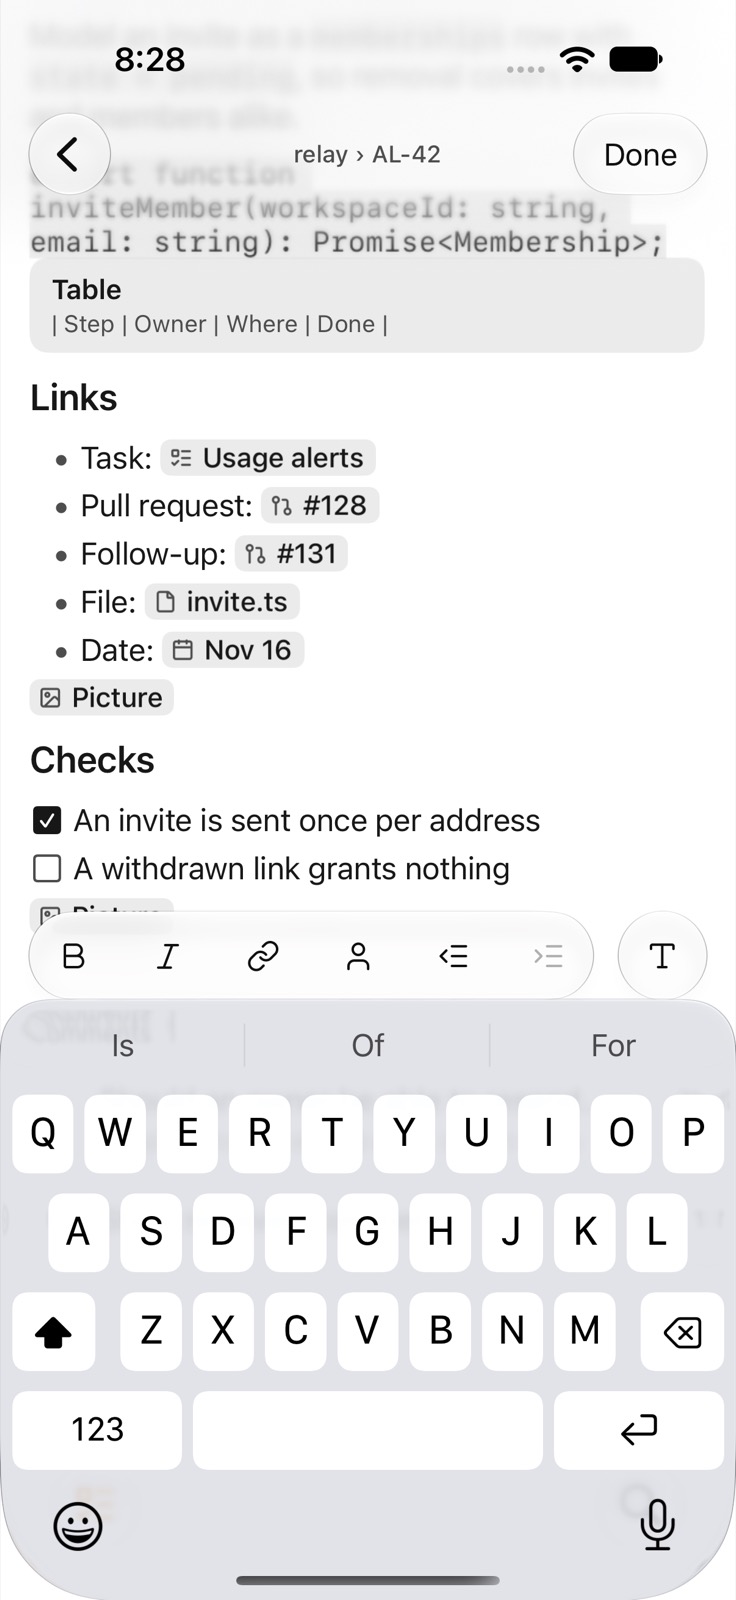 8:28
relay › AL-42
Done
function
inviteMember(workspaceId: string,
email: string): Promise<Membership>;
Table
| Step | Owner | Where | Done |
Links
Task: Usage alerts
Pull request: #128
Follow-up: #131
File: invite.ts
Date: Nov 16
Picture
Checks
An invite is sent once per address
A withdrawn link grants nothing
Picture
B I T
Is Of For
Q W E R T Y U I O P
A S D F G H J K L
Z X C V B N M
123